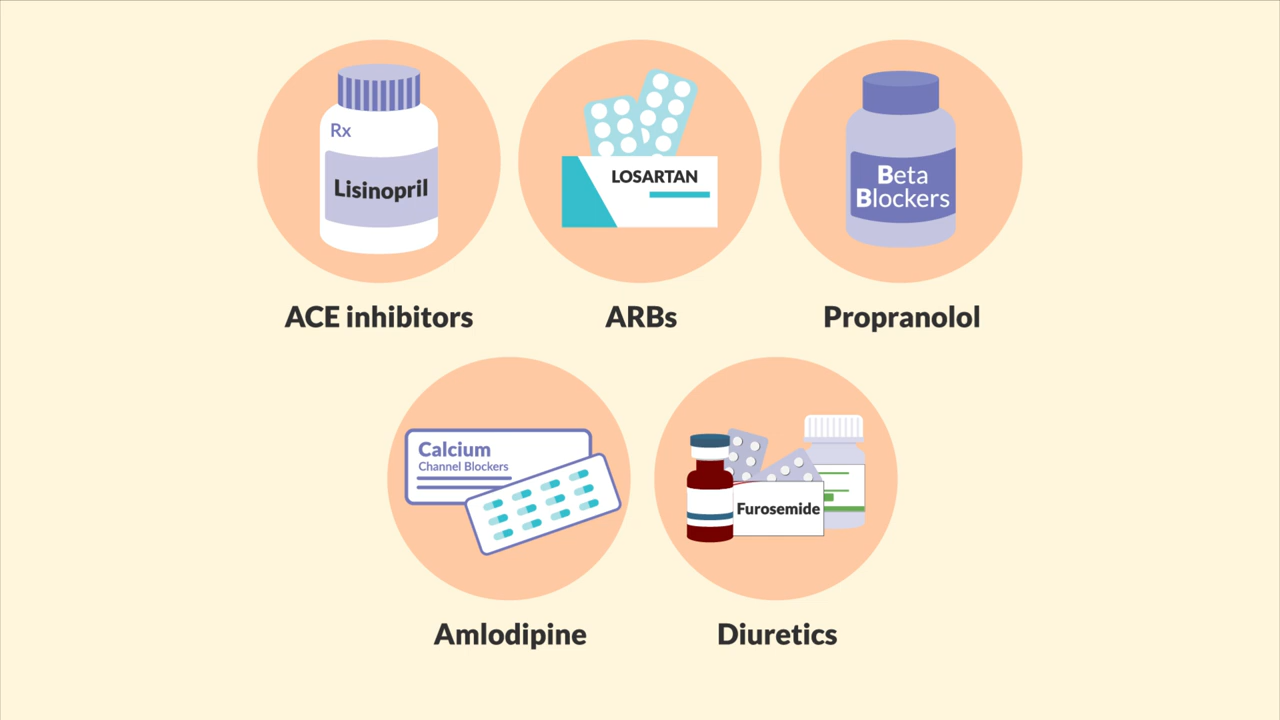 Rx
Lisinopril
LOSARTAN
Beta
Blockers
ACE inhibitors
ARBs
Propranolol
Calcium
Channel Blockers
Furosemide
Amlodipine
Diuretics